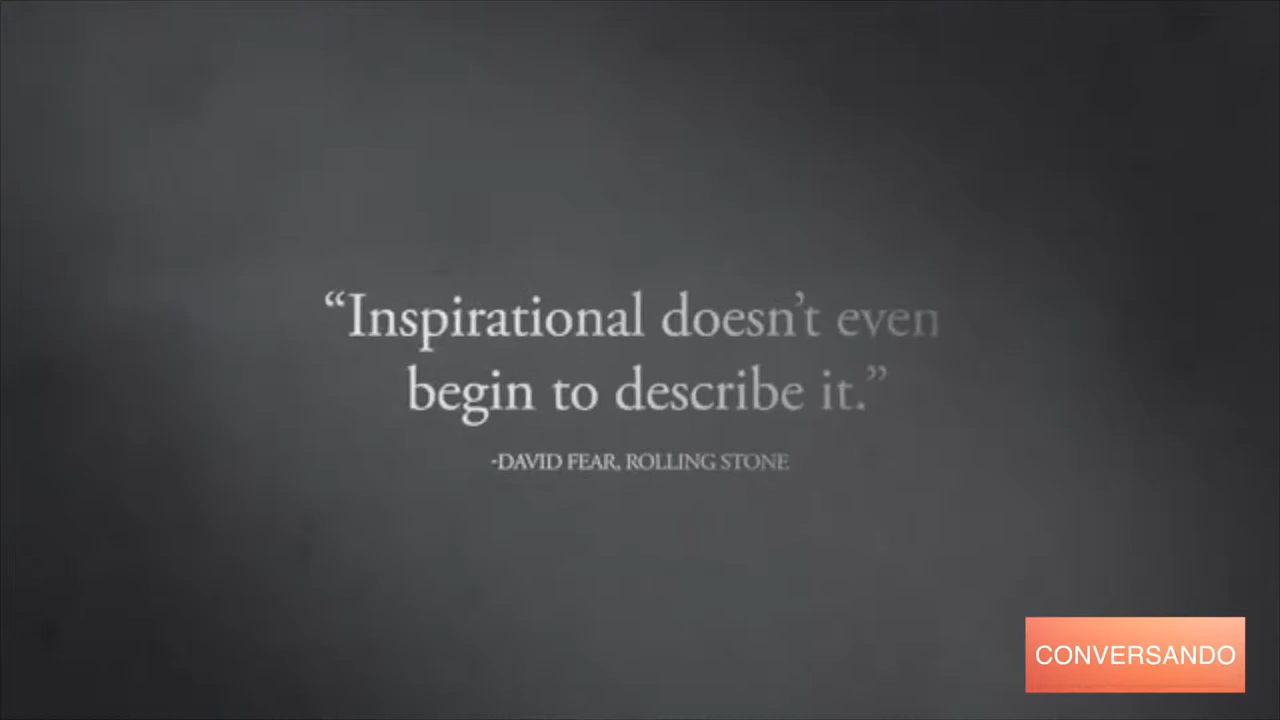 “Inspirational doesn’t even
begin to describe it.”
-DAVID FEAR, ROLLING STONE
CONVERSANDO